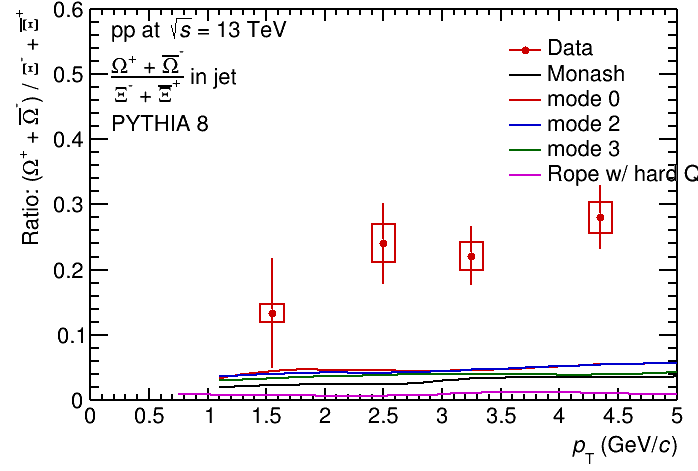 Ratio: (Ω⁺ + Ω̅⁻) / Ξ⁻ + Ξ̅⁺
pp at √s = 13 TeV
Ω⁺ + Ω̅⁻
Ξ⁻ + Ξ̅⁺
in jet
PYTHIA 8
Data
Monash
mode 0
mode 2
mode 3
Rope w/ hard Q
0.6
0.5
0.4
0.3
0.2
0.1
0
0 0.5 1 1.5 2 2.5 3 3.5 4 4.5 5
p_T (GeV/c)